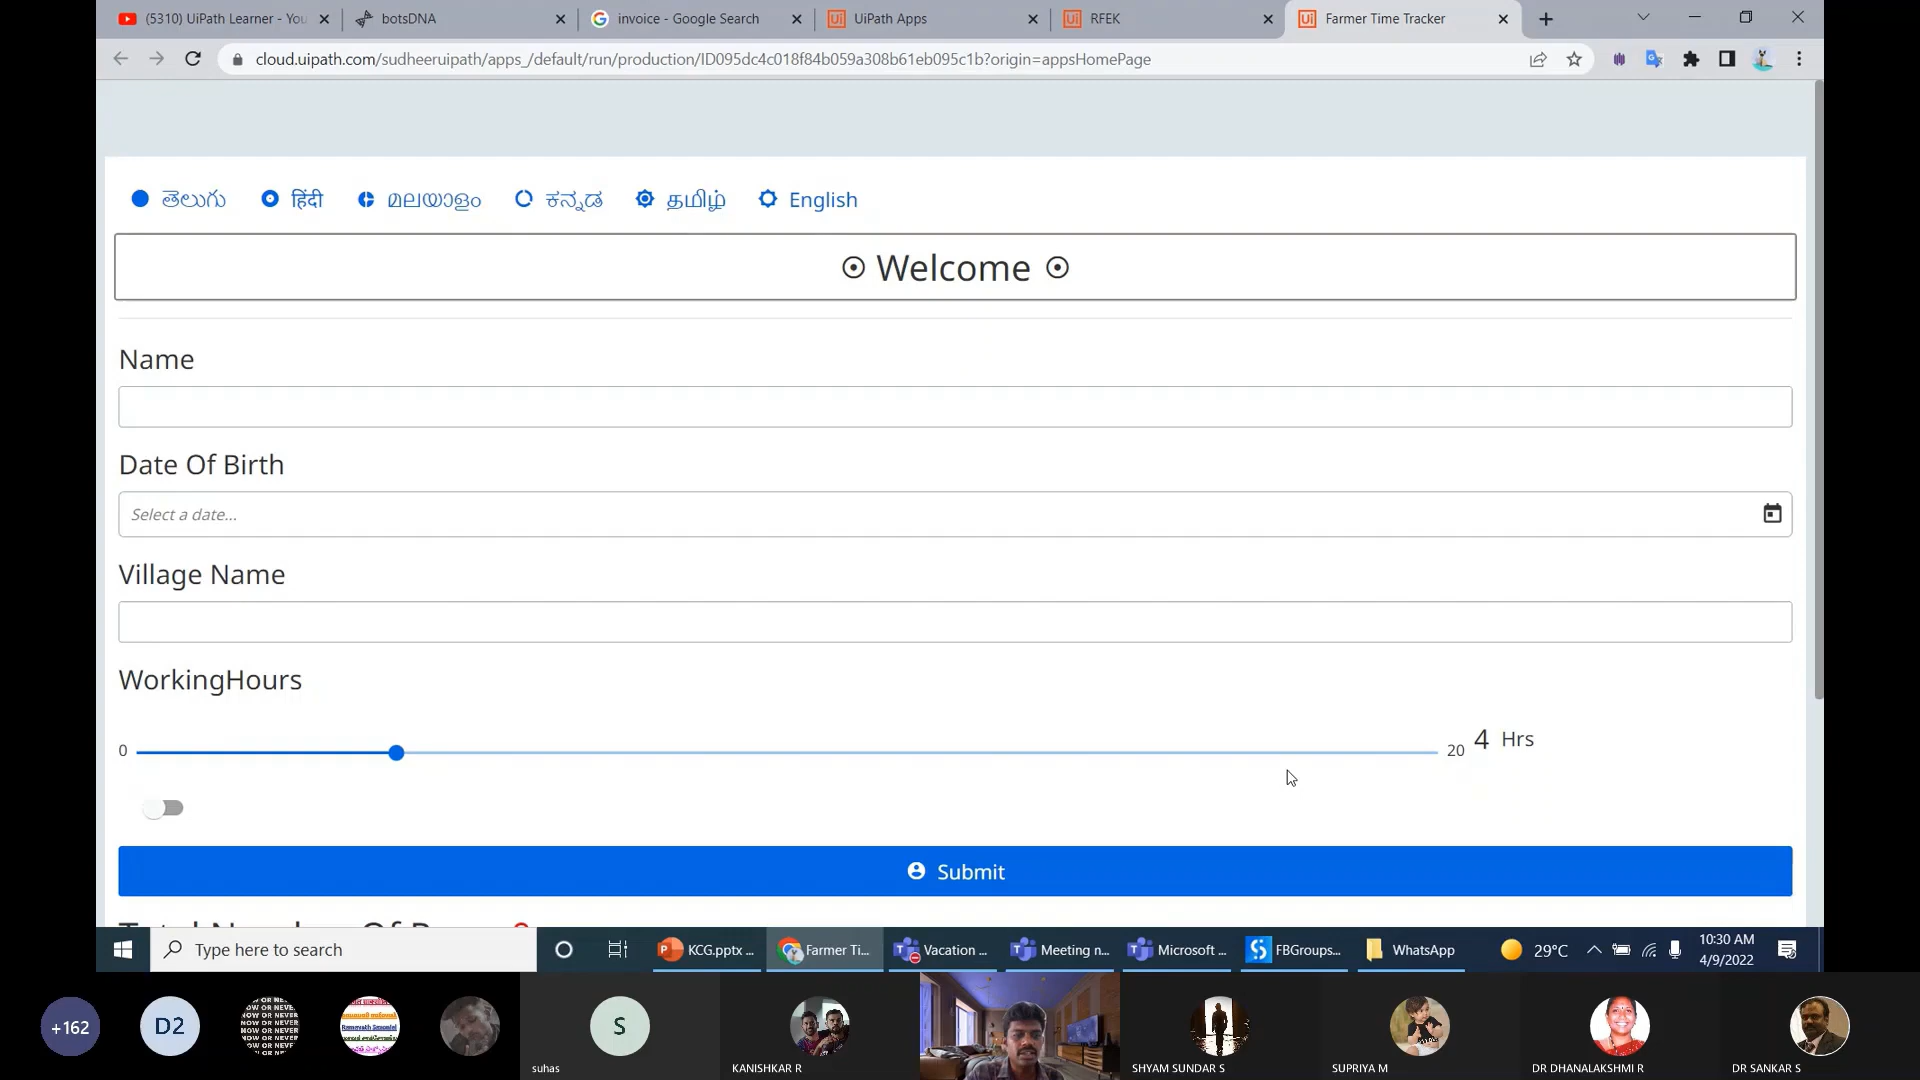 (5310) UiPath Learner - You
botsDNA
invoice - Google Search
UiPath Apps
RFEK
Farmer Time Tracker
cloud.uipath.com/sudheeruipath/apps_/default/run/production/ID095dc4c018f84b059a308b61eb095c1b?origin=appsHomePage
తెలుగు हिंदी മലയാളം ಕನ್ನಡ தமிழ் English
Welcome
Name
Date Of Birth
Select a date...
Village Name
WorkingHours
0 20 4 Hrs
Submit
Type here to search
KCG.pptx ...
Farmer Ti...
Vacation ...
Meeting n...
Microsoft ...
FBGroups...
WhatsApp
29°C
10:30 AM
4/9/2022
+162
D2
NOW OR NEVER
S
suhas
KANISHKAR R
SHYAM SUNDAR S
SUPRIYA M
DR DHANALAKSHMI R
DR SANKAR S